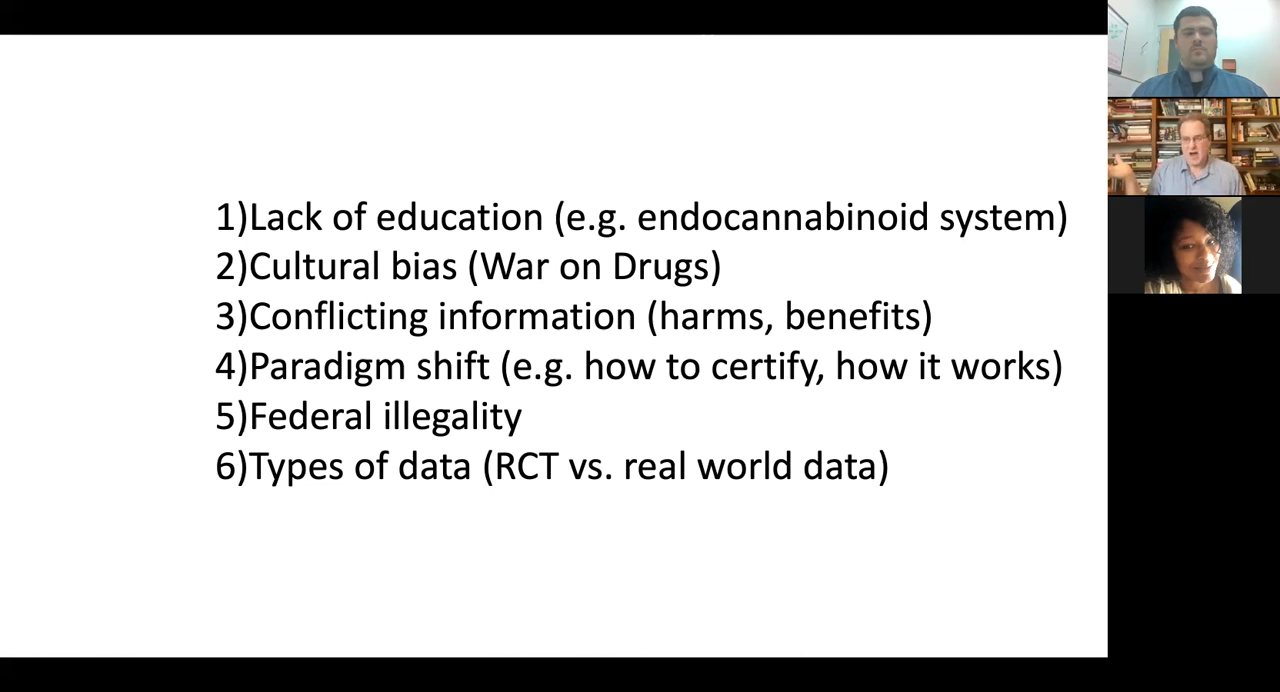 1)Lack of education (e.g. endocannabinoid system)
2)Cultural bias (War on Drugs)
3)Conflicting information (harms, benefits)
4)Paradigm shift (e.g. how to certify, how it works)
5)Federal illegality
6)Types of data (RCT vs. real world data)